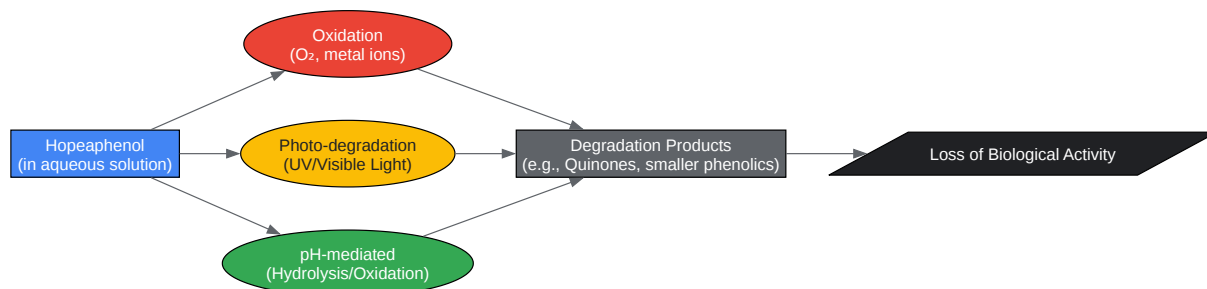 Oxidation
(O₂, metal ions)
Hopeaphenol
(in aqueous solution)
Photo-degradation
(UV/Visible Light)
Degradation Products
(e.g., Quinones, smaller phenolics)
Loss of Biological Activity
pH-mediated
(Hydrolysis/Oxidation)